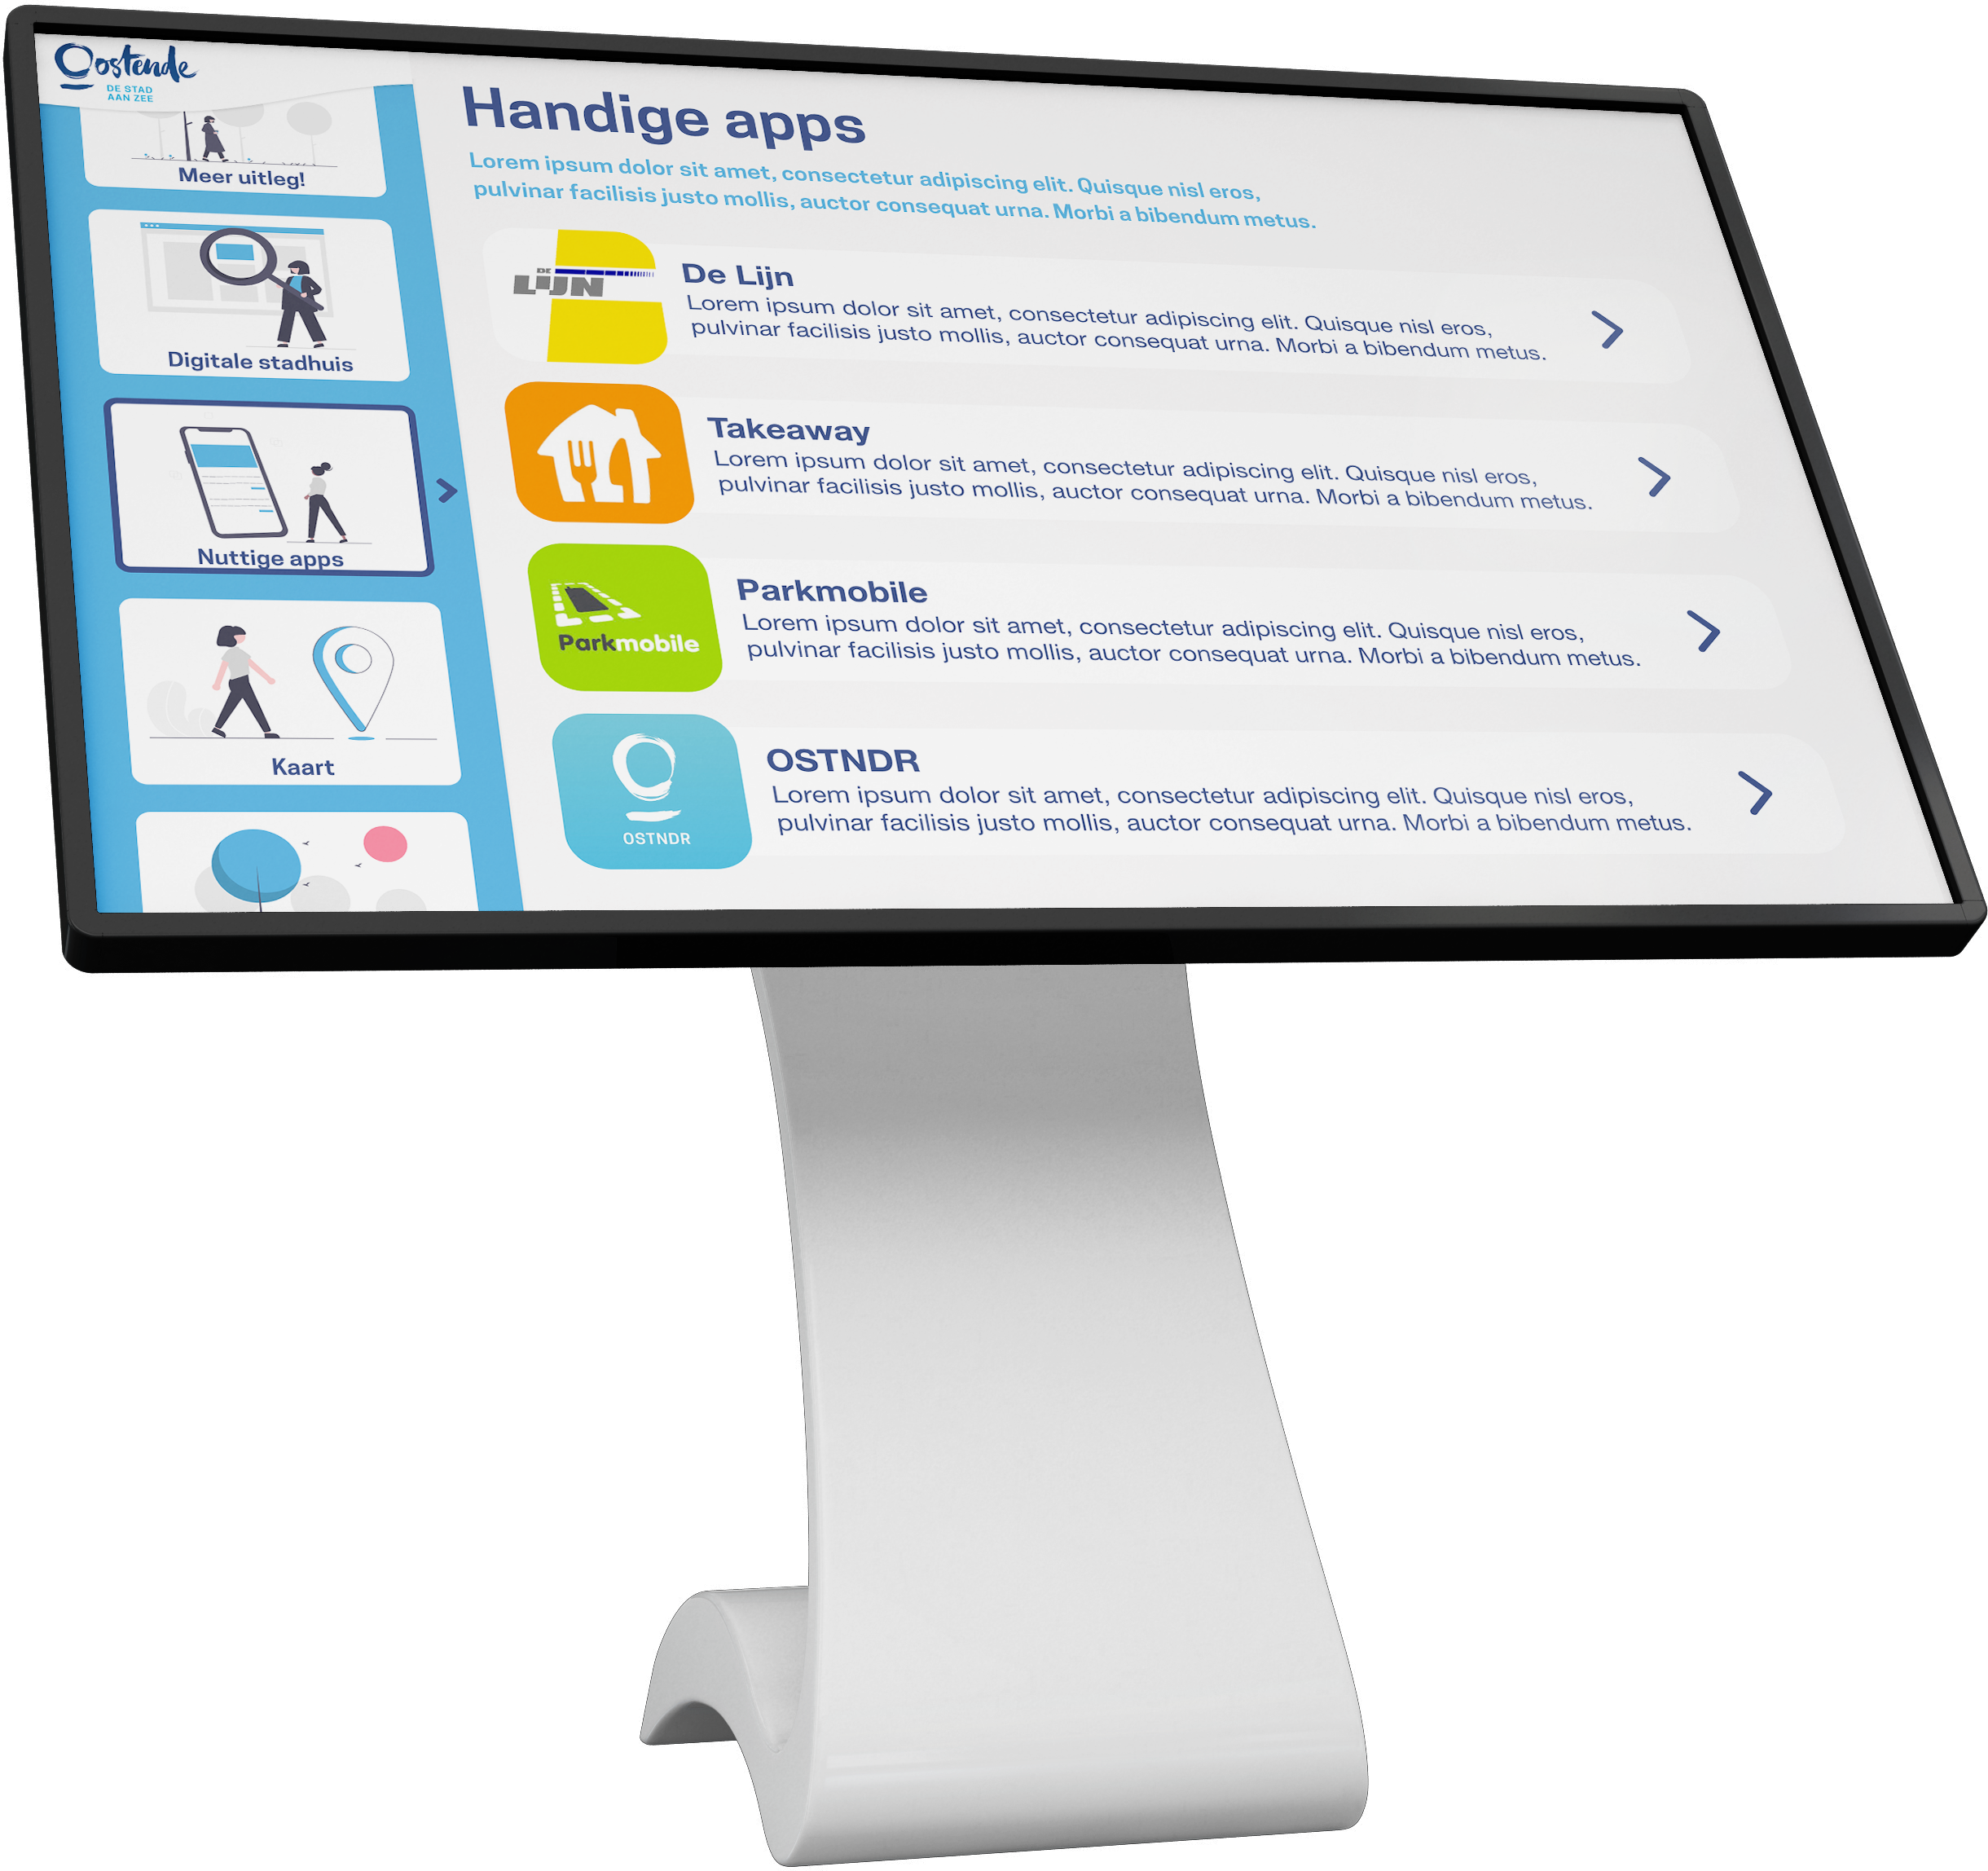 Oostende
DE STAD
AAN ZEE
Meer uitleg!
Digitale stadhuis
Nuttige apps
Kaart
Handige apps
Lorem ipsum dolor sit amet, consectetur adipiscing elit. Quisque nisl eros,
pulvinar facilisis justo mollis, auctor consequat urna. Morbi a bibendum metus.
DE
LIJN
De Lijn
Lorem ipsum dolor sit amet, consectetur adipiscing elit. Quisque nisl eros,
pulvinar facilisis justo mollis, auctor consequat urna. Morbi a bibendum metus.
Takeaway
Lorem ipsum dolor sit amet, consectetur adipiscing elit. Quisque nisl eros,
pulvinar facilisis justo mollis, auctor consequat urna. Morbi a bibendum metus.
Parkmobile
Parkmobile
Lorem ipsum dolor sit amet, consectetur adipiscing elit. Quisque nisl eros,
pulvinar facilisis justo mollis, auctor consequat urna. Morbi a bibendum metus.
OSTNDR
OSTNDR
Lorem ipsum dolor sit amet, consectetur adipiscing elit. Quisque nisl eros,
pulvinar facilisis justo mollis, auctor consequat urna. Morbi a bibendum metus.